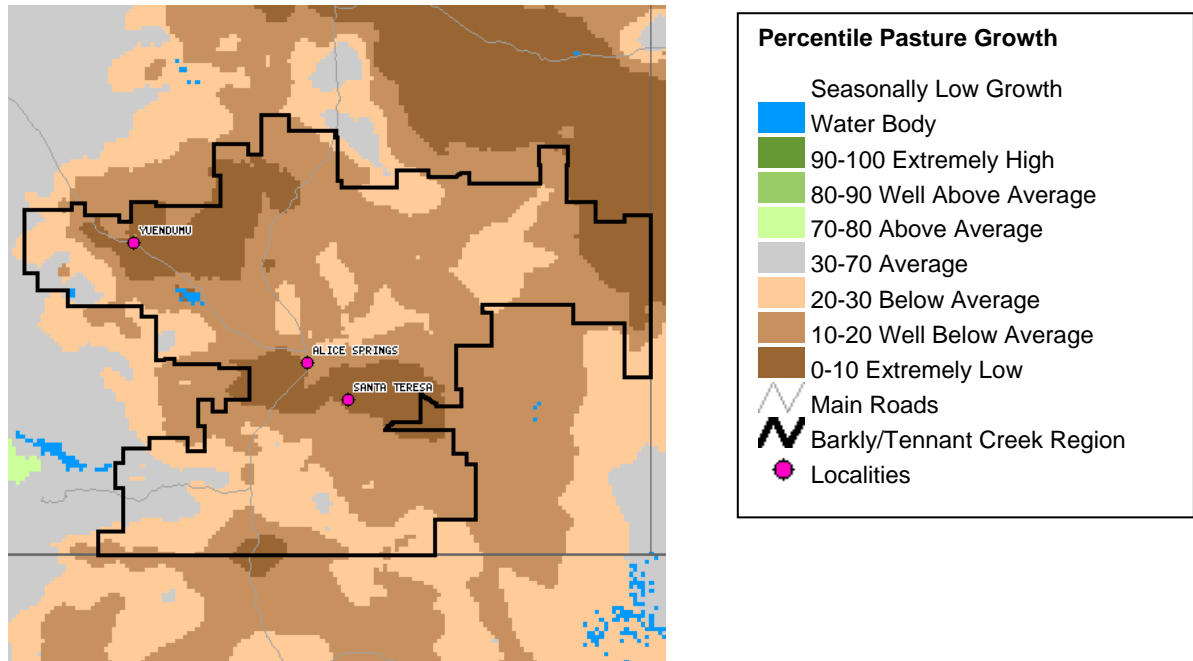 YUENDUMU
ALICE SPRINGS
SANTA TERESA
Percentile Pasture Growth
Seasonally Low Growth
Water Body
90-100 Extremely High
80-90 Well Above Average
70-80 Above Average
30-70 Average
20-30 Below Average
10-20 Well Below Average
0-10 Extremely Low
Main Roads
Barkly/Tennant Creek Region
Localities